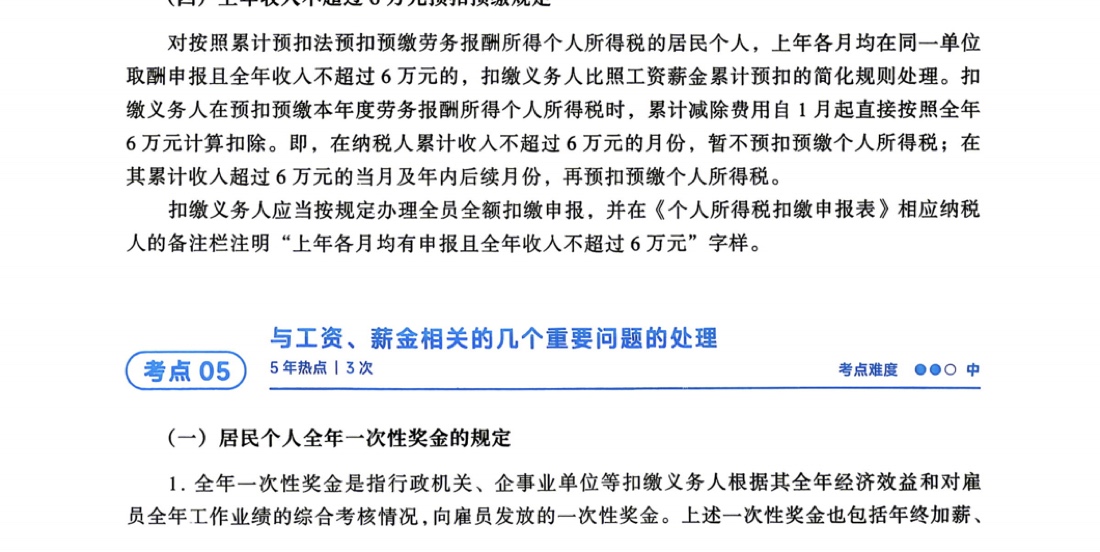 (四) 上年收入不超过 6 万元预扣预缴规定
对按照累计预扣法预扣预缴劳务报酬所得个人所得税的居民个人，上年各月均在同一单位
取酬申报且全年收入不超过 6 万元的，扣缴义务人比照工资薪金累计预扣的简化规则处理。扣
缴义务人在预扣预缴本年度劳务报酬所得个人所得税时，累计减除费用自 1 月起直接按照全年
6 万元计算扣除。即，在纳税人累计收入不超过 6 万元的月份，暂不预扣预缴个人所得税；在
其累计收入超过 6 万元的当月及年内后续月份，再预扣预缴个人所得税。
扣缴义务人应当按规定办理全员全额扣缴申报，并在《个人所得税扣缴申报表》相应纳税
人的备注栏注明“上年各月均有申报且全年收入不超过 6 万元”字样。
考点 05
与工资、薪金相关的几个重要问题的处理
5 年热点 | 3 次
考点难度 中
(一) 居民个人全年一次性奖金的规定
1. 全年一次性奖金是指行政机关、企事业单位等扣缴义务人根据其全年经济效益和对雇
员全年工作业绩的综合考核情况，向雇员发放的一次性奖金。上述一次性奖金也包括年终加薪、